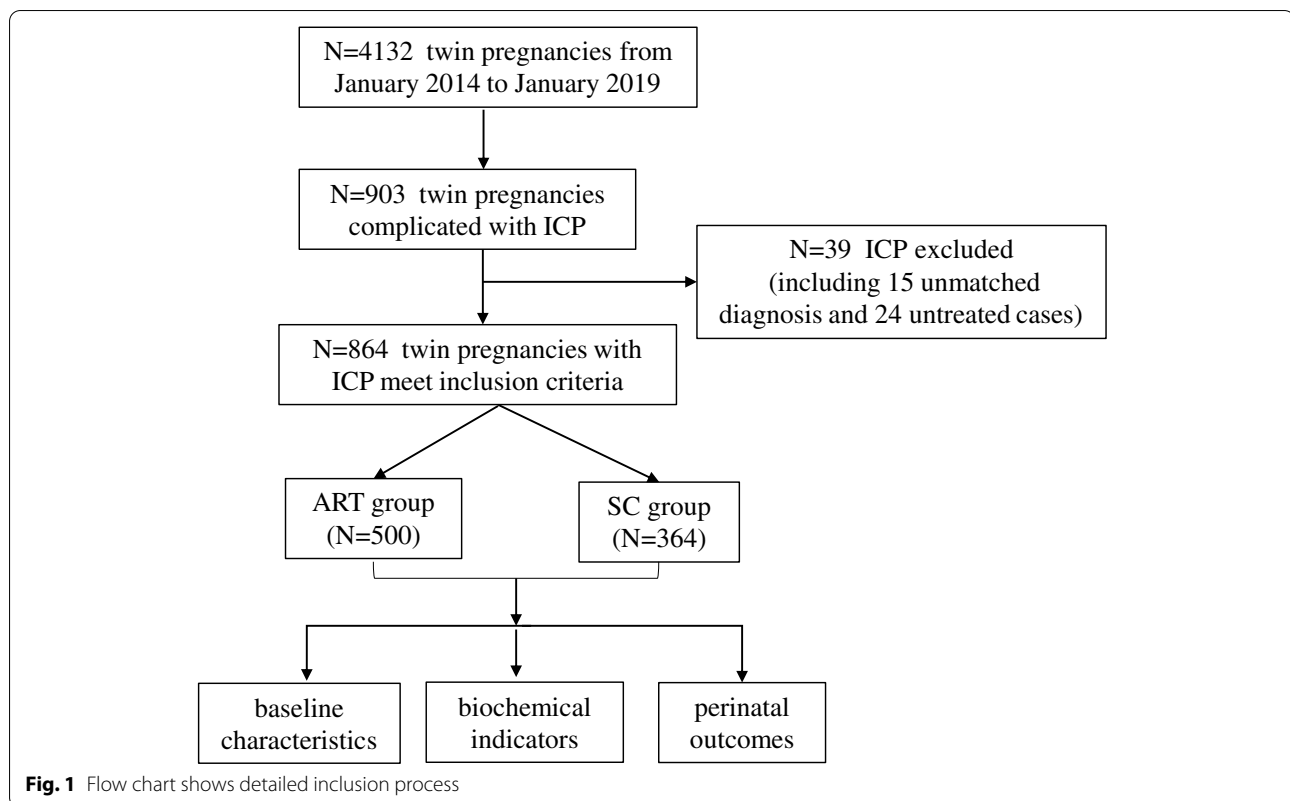 N=4132 twin pregnancies from
January 2014 to January 2019
N=903 twin pregnancies
complicated with ICP
N=39 ICP excluded
(including 15 unmatched
diagnosis and 24 untreated cases)
N=864 twin pregnancies with
ICP meet inclusion criteria
ART group
(N=500)
SC group
(N=364)
baseline
characteristics
biochemical
indicators
perinatal
outcomes
Fig. 1 Flow chart shows detailed inclusion process